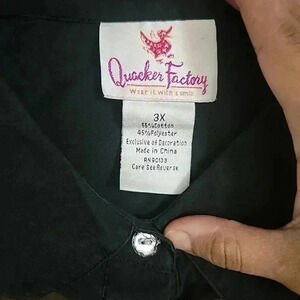 Quacker Factory
WEAR IT WITH A SMILE
3X
55%Cotton
45%Polyester
Exclusive of Decoration
Made in China
RN90133
Care See Reverse